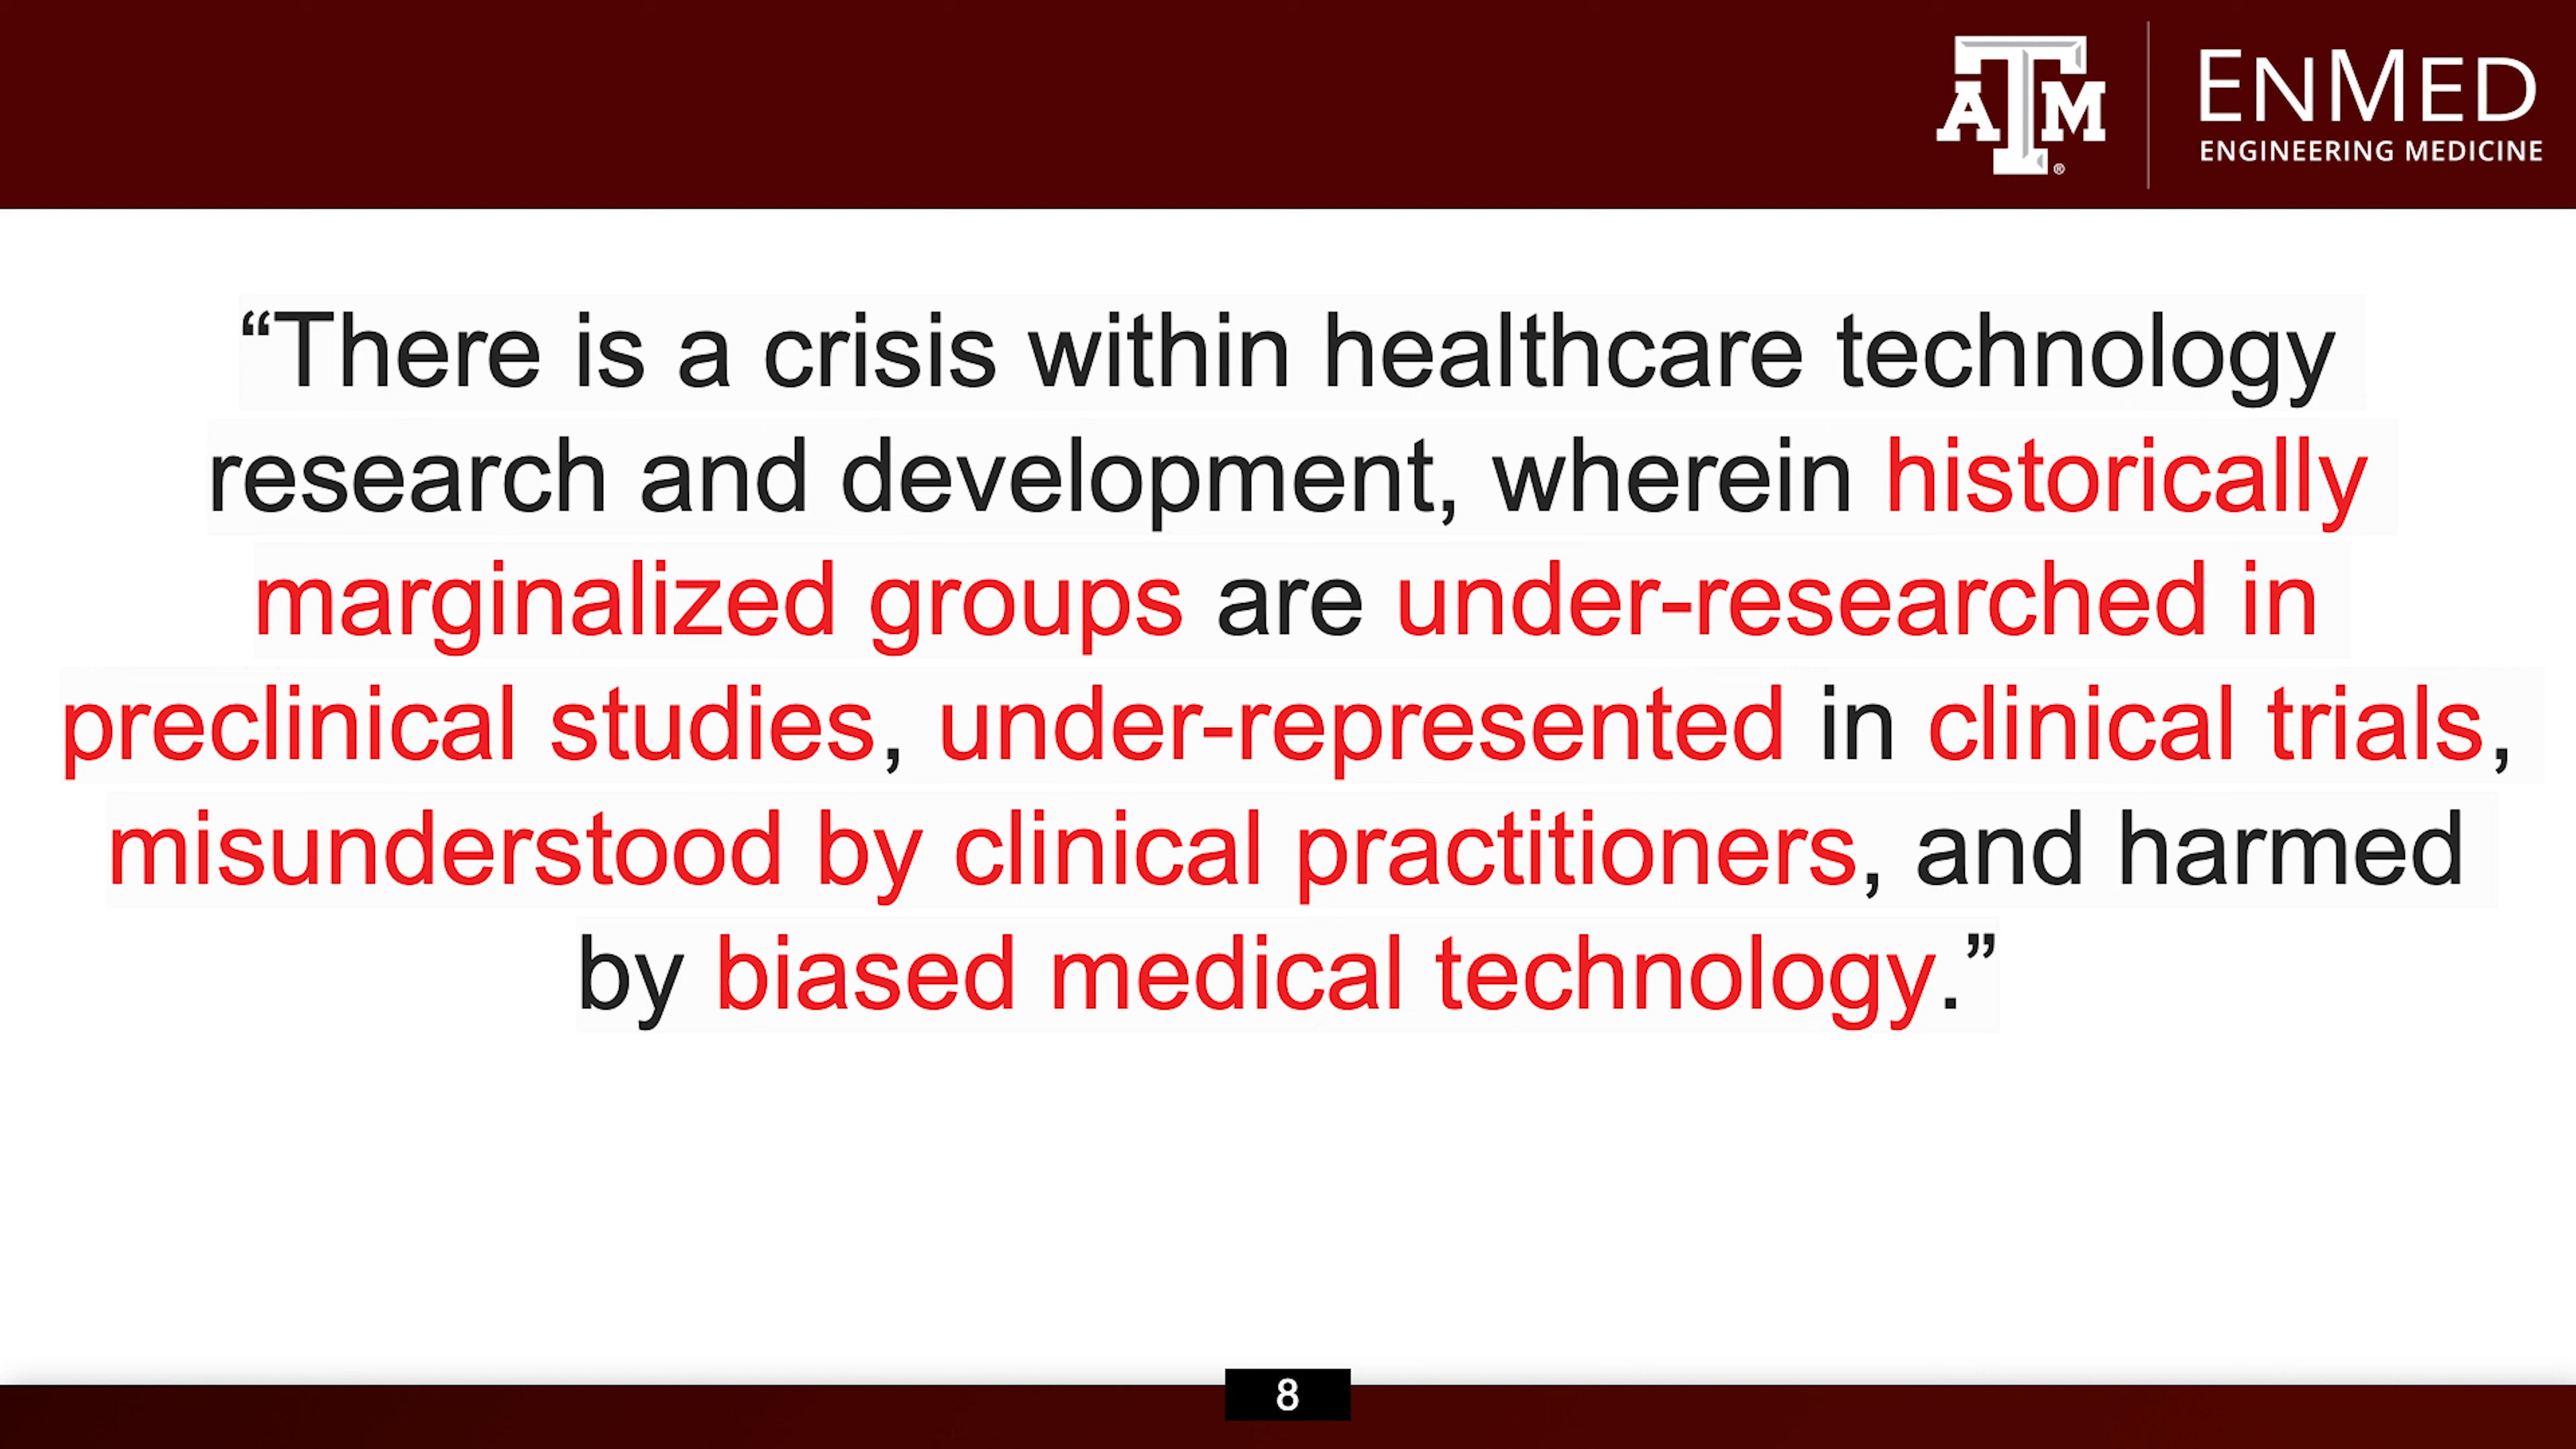 ATM
®
ENMED
ENGINEERING MEDICINE
“There is a crisis within healthcare technology
research and development, wherein historically
marginalized groups are under-researched in
preclinical studies, under-represented in clinical trials,
misunderstood by clinical practitioners, and harmed
by biased medical technology.”
8